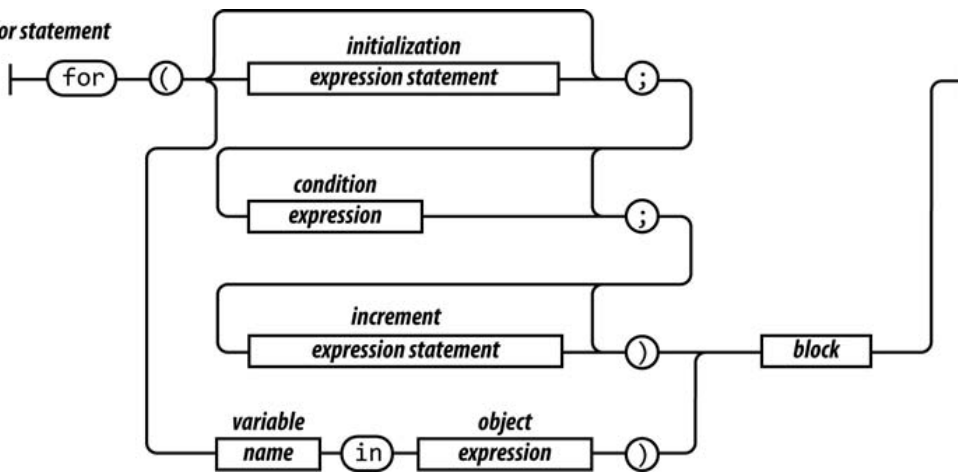 or statement
for ( initialization
expression statement ;
condition
expression ;
increment
expression statement ) block
variable object
name in expression )